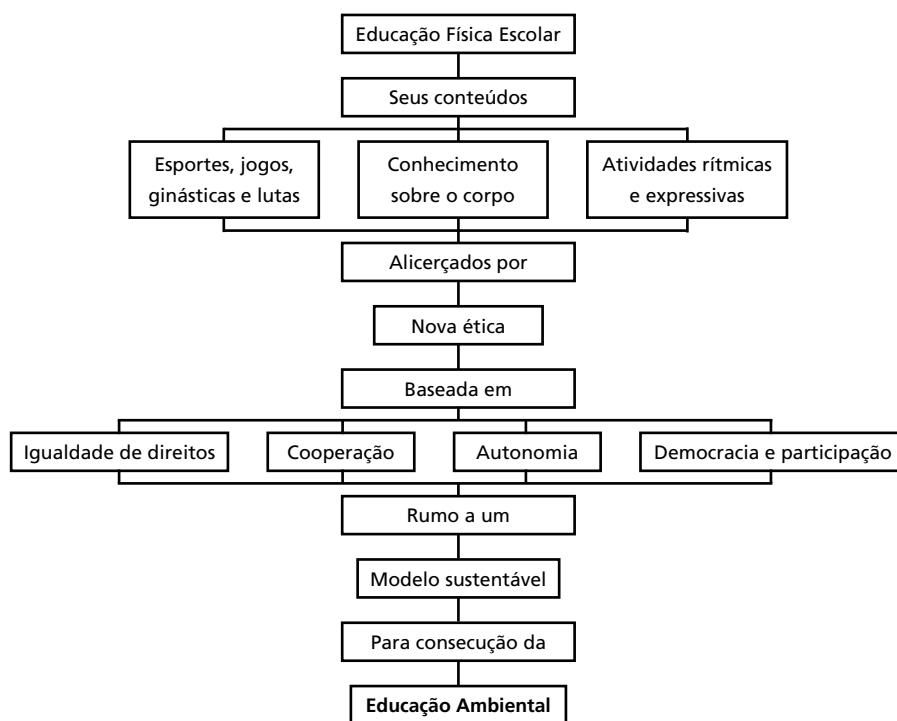 Educação Física Escolar
Seus conteúdos
Esportes, jogos,
ginásticas e lutas
Conhecimento
sobre o corpo
Atividades rítmicas
e expressivas
Alicerçados por
Nova ética
Baseada em
Igualdade de direitos
Cooperação
Autonomia
Democracia e participação
Rumo a um
Modelo sustentável
Para consecução da
Educação Ambiental